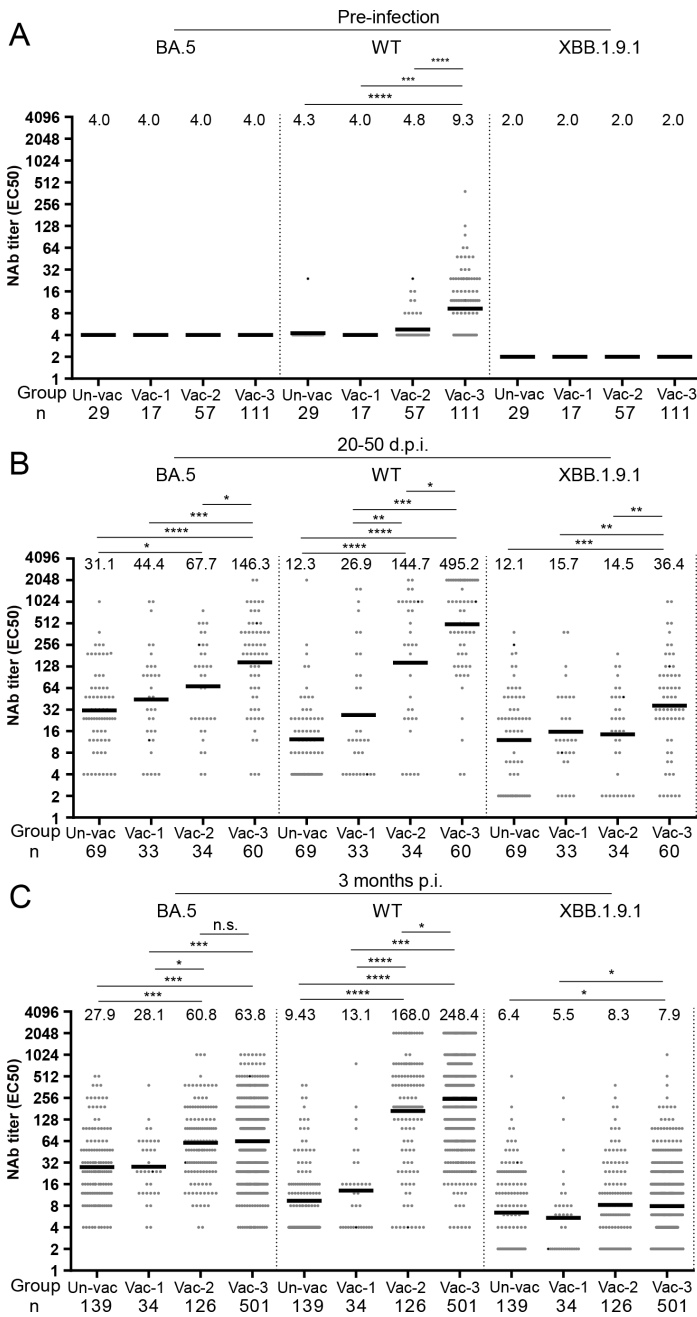 A
Pre-infection
BA.5 WT XBB.1.9.1
****
***
****
4.0 4.0 4.0 4.0 4.3 4.0 4.8 9.3 2.0 2.0 2.0 2.0
NAb titer (EC50)
4096
2048
1024
512
256
128
64
32
16
8
4
2
1
Group Un-vac Vac-1 Vac-2 Vac-3 Un-vac Vac-1 Vac-2 Vac-3 Un-vac Vac-1 Vac-2 Vac-3
n 29 17 57 111 29 17 57 111 29 17 57 111
B
20-50 d.p.i.
BA.5 WT XBB.1.9.1
* * **
*** *** **
**** ** ***
* ****
****
31.1 44.4 67.7 146.3 12.3 26.9 144.7 495.2 12.1 15.7 14.5 36.4
NAb titer (EC50)
4096
2048
1024
512
256
128
64
32
16
8
4
2
1
Group Un-vac Vac-1 Vac-2 Vac-3 Un-vac Vac-1 Vac-2 Vac-3 Un-vac Vac-1 Vac-2 Vac-3
n 69 33 34 60 69 33 34 60 69 33 34 60
C
3 months p.i.
BA.5 WT XBB.1.9.1
n.s. *
*** ***
* **** *
*** **** *
*** ****
27.9 28.1 60.8 63.8 9.43 13.1 168.0 248.4 6.4 5.5 8.3 7.9
NAb titer (EC50)
4096
2048
1024
512
256
128
64
32
16
8
4
2
1
Group Un-vac Vac-1 Vac-2 Vac-3 Un-vac Vac-1 Vac-2 Vac-3 Un-vac Vac-1 Vac-2 Vac-3
n 139 34 126 501 139 34 126 501 139 34 126 501